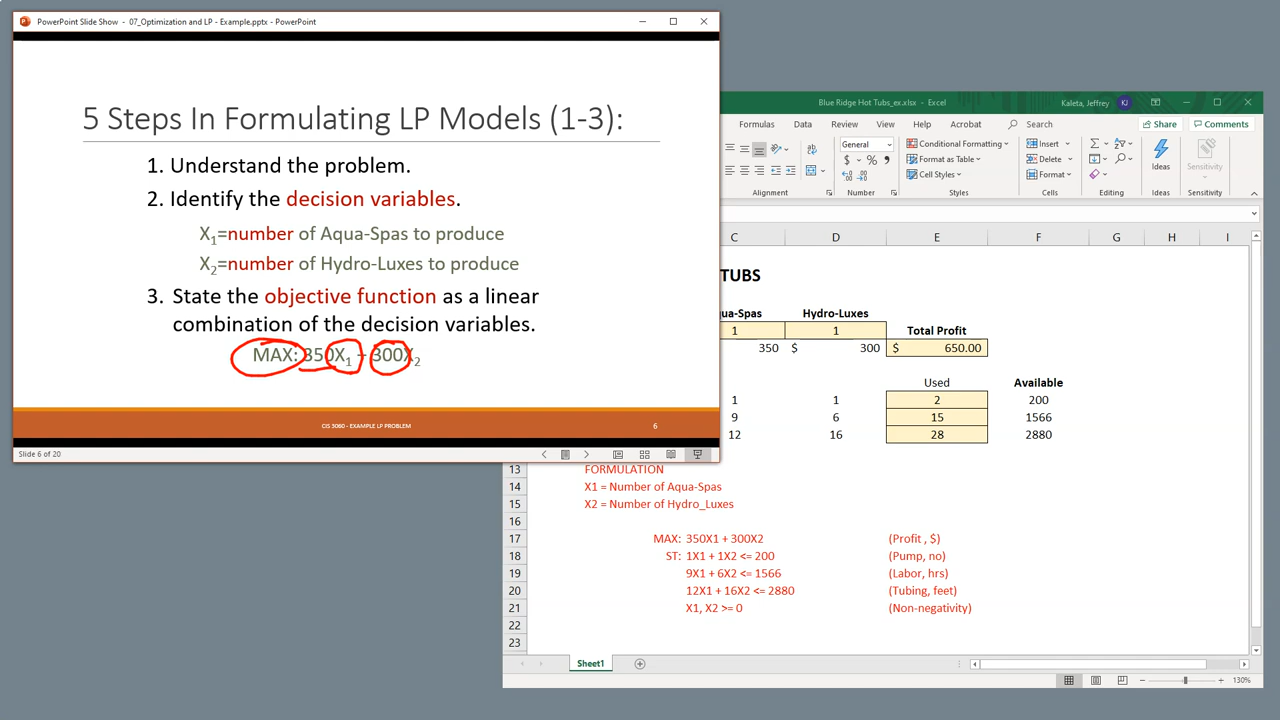 PowerPoint Slide Show - 07_Optimization and LP - Example.pptx - PowerPoint
5 Steps In Formulating LP Models (1-3):
1. Understand the problem.
2. Identify the decision variables.
X1=number of Aqua-Spas to produce
X2=number of Hydro-Luxes to produce
3. State the objective function as a linear
combination of the decision variables.
MAX: 350X1 + 300X2
CIS 3060 - EXAMPLE LP PROBLEM 6
Slide 6 of 20
Blue Ridge Hot Tubs_ex.xlsx - Excel
Kaleta, Jeffrey KJ
Formulas Data Review View Help Acrobat Search Share Comments
General Conditional Formatting Insert
$ % Format as Table Delete Ideas Sensitivity
Cell Styles Format
Alignment Number Styles Cells Editing Ideas Sensitivity
C D E F G H I
TUBS
qua-Spas Hydro-Luxes
1 1 Total Profit
350 $ 300 $ 650.00
Used Available
1 1 2 200
9 6 15 1566
12 16 28 2880
13 FORMULATION
14 X1 = Number of Aqua-Spas
15 X2 = Number of Hydro_Luxes
16
17 MAX: 350X1 + 300X2 (Profit , $)
18 ST: 1X1 + 1X2 <= 200 (Pump, no)
19 9X1 + 6X2 <= 1566 (Labor, hrs)
20 12X1 + 16X2 <= 2880 (Tubing, feet)
21 X1, X2 >= 0 (Non-negativity)
22
23
Sheet1
130%